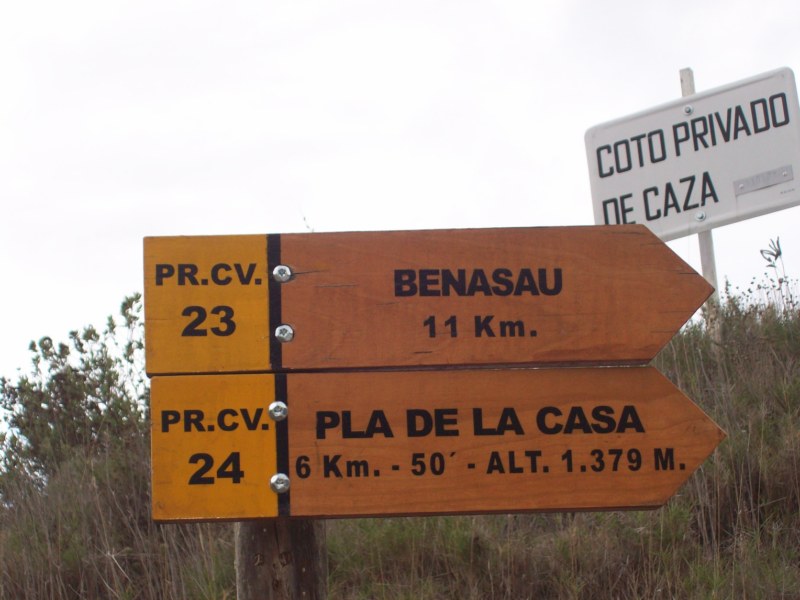 COTO PRIVADO
DE CAZA
PR.CV.
23
BENASAU
11 Km.
PR.CV.
24
PLA DE LA CASA
6 Km. - 50´ - ALT. 1.379 M.